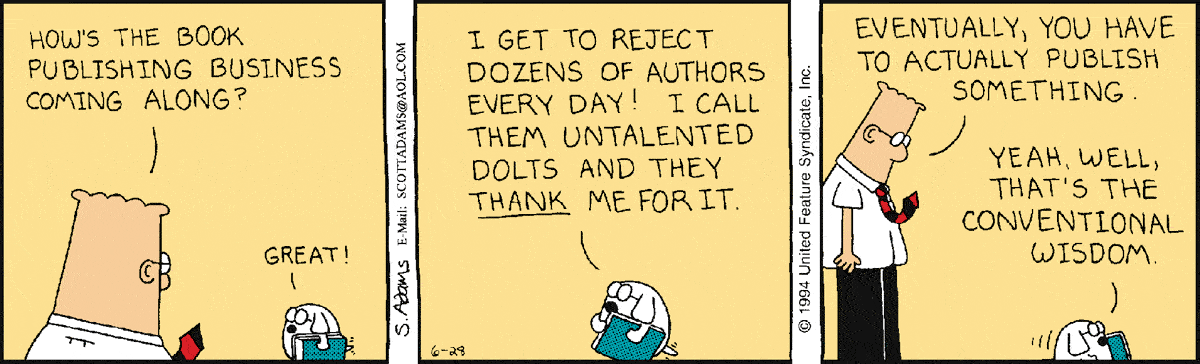 HOW'S THE BOOK
PUBLISHING BUSINESS
COMING ALONG?
GREAT!
S. Adams E-Mail: SCOTTADAMS@AOL.COM
I GET TO REJECT
DOZENS OF AUTHORS
EVERY DAY! I CALL
THEM UNTALENTED
DOLTS AND THEY
THANK ME FOR IT.
6-28
© 1994 United Feature Syndicate, Inc.
EVENTUALLY, YOU HAVE
TO ACTUALLY PUBLISH
SOMETHING.
YEAH, WELL,
THAT'S THE
CONVENTIONAL
WISDOM.